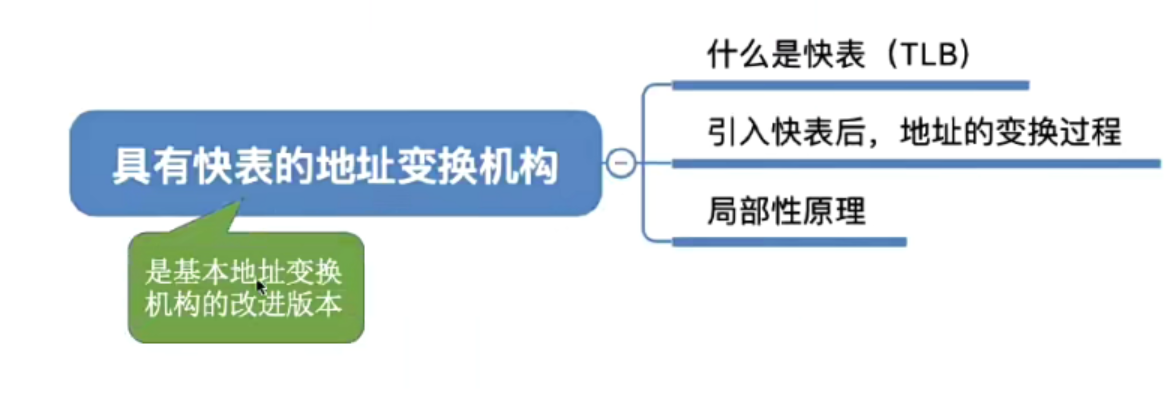 什么是快表（TLB）
引入快表后，地址的变换过程
具有快表的地址变换机构
局部性原理
是基本地址变换
机构的改进版本